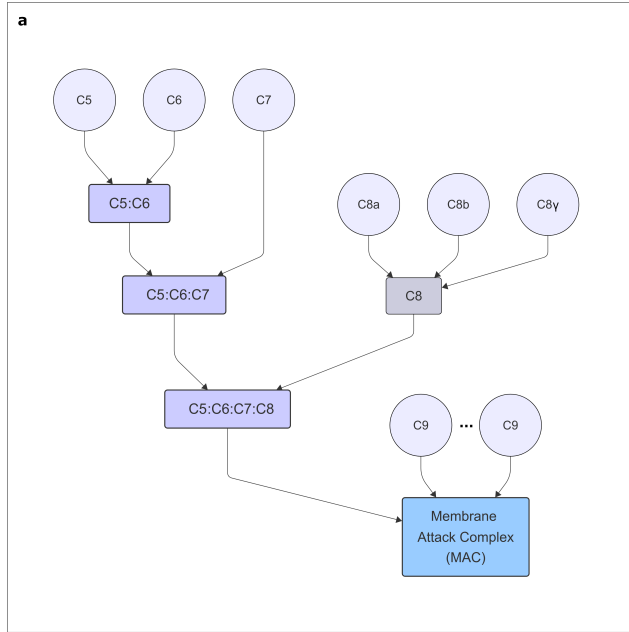 a
C5
C6
C7
C5:C6
C8a
C8b
C8γ
C5:C6:C7
C8
C5:C6:C7:C8
C9
...
C9
Membrane
Attack Complex
(MAC)